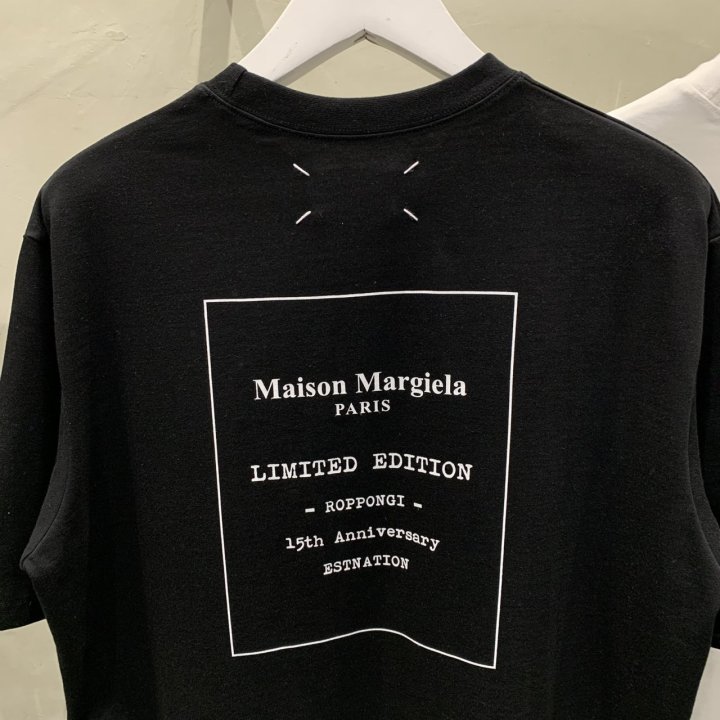 Maison Margiela
PARIS
LIMITED EDITION
- ROPPONGI -
15th Anniversary
ESTNATION